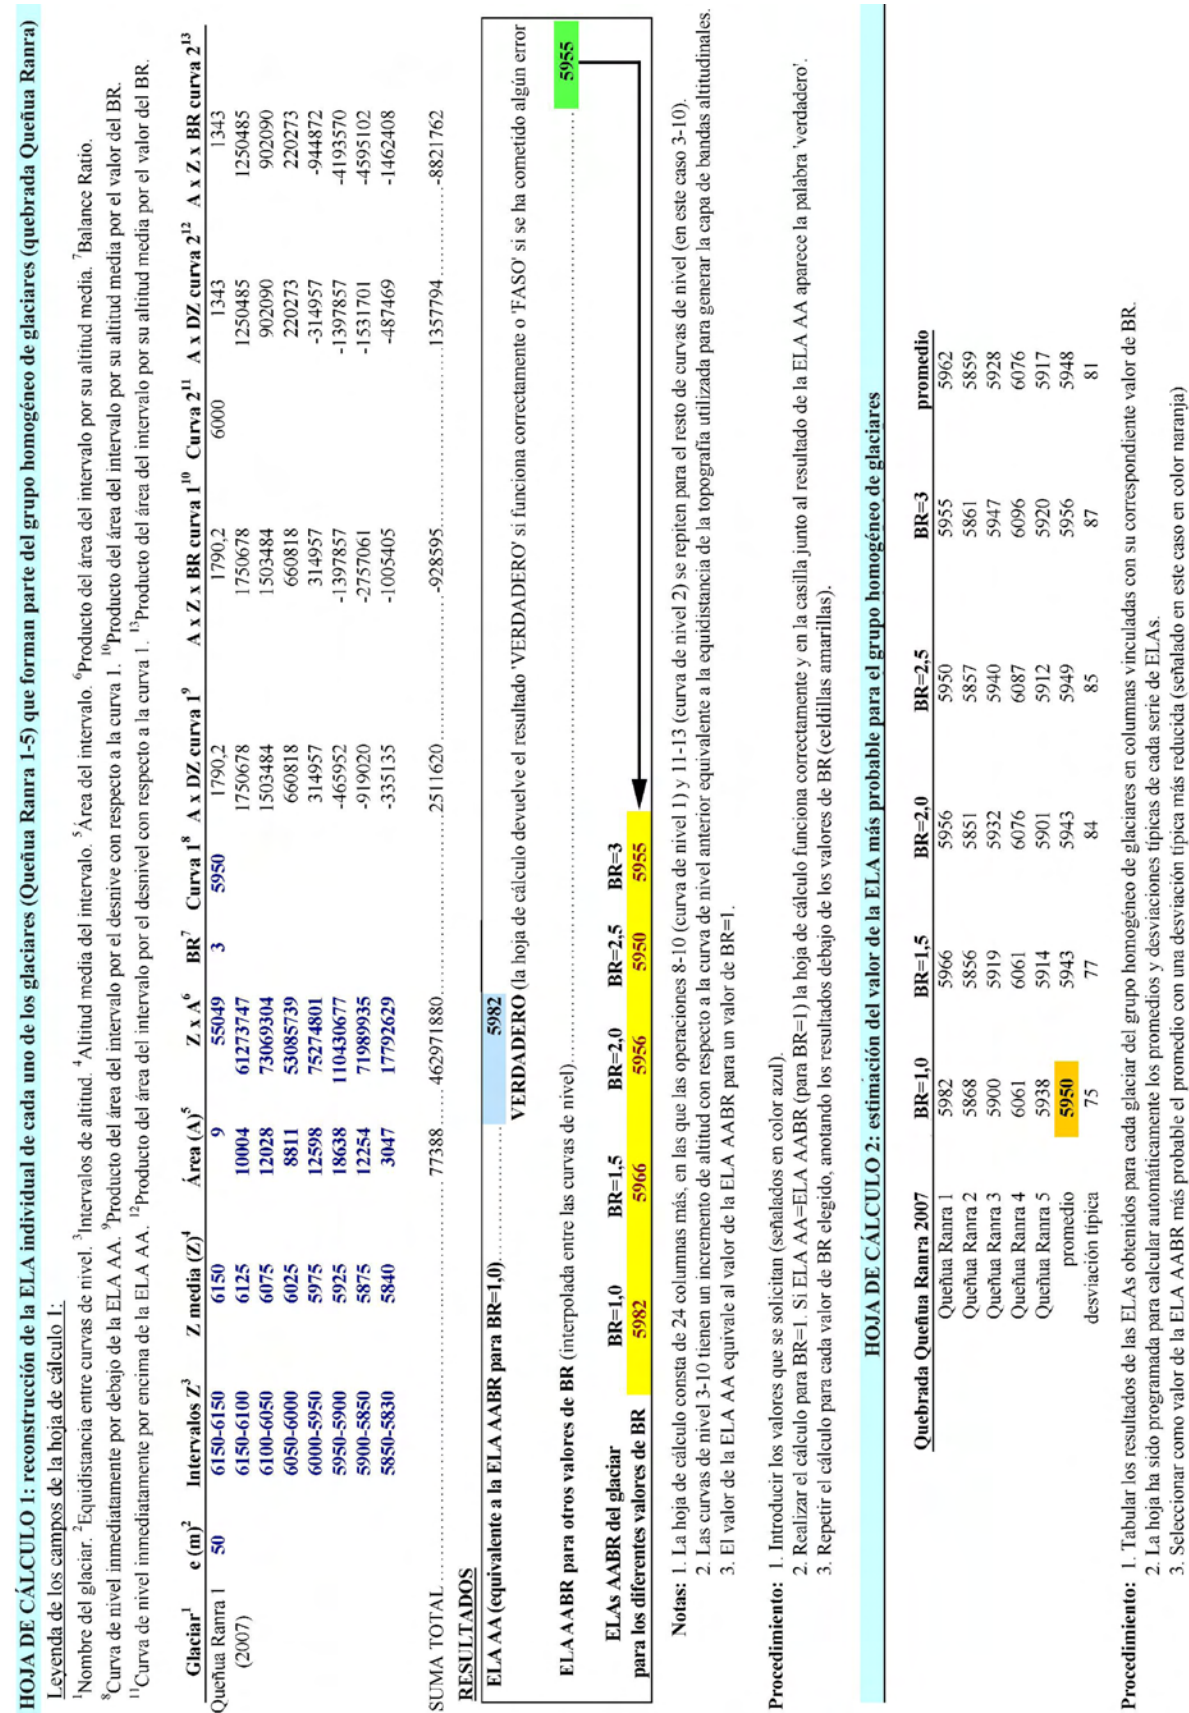 HOJA DE CÁLCULO 1: reconstrucción de la ELA individual de cada uno de los glaciares (Queñua Ranra 1-5) que forman parte del grupo homogéneo de glaciares (quebrada Queñua Ranra)
Leyenda de los campos de la hoja de cálculo 1:
¹Nombre del glaciar. ²Equidistancia entre curvas de nivel. ³Intervalos de altitud. ⁴Altitud media del intervalo. ⁵Área del intervalo. ⁶Producto del área del intervalo por su altitud media. ⁷Balance Ratio.
⁸Curva de nivel inmediatamente por debajo de la ELA AA. ⁹Producto del área del intervalo por el desnive con respecto a la curva 1. ¹⁰Producto del área del intervalo por su altitud media por el valor del BR.
¹¹Curva de nivel inmediatamente por encima de la ELA AA. ¹²Producto del área del intervalo por el desnivel con respecto a la curva 1. ¹³Producto del área del intervalo por su altitud media por el valor del BR.
Glaciar¹ e (m)² Intervalos Z³ Z media (Z)⁴ Área (A)⁵ Z x A⁶ BR⁷ Curva 1⁸ A x DZ curva 1⁹ A x Z x BR curva 1¹⁰ Curva 2¹¹ A x DZ curva 2¹² A x Z x BR curva 2¹³
Queñua Ranra 1 50 6150-6150 6150 9 55049 3 5950 1790,2 1790,2 6000 1343 1343
(2007) 6150-6100 6125 10004 61273747 1750678 1750678 1250485 1250485
6100-6050 6075 12028 73069304 1503484 1503484 902090 902090
6050-6000 6025 8811 53085739 660818 660818 220273 220273
6000-5950 5975 12598 75274801 314957 314957 -314957 -944872
5950-5900 5925 18638 110430677 -465952 -1397857 -1397857 -4193570
5900-5850 5875 12254 71989935 -919020 -2757061 -1531701 -4595102
5850-5830 5840 3047 17792629 -335135 -1005405 -487469 -1462408
SUMA TOTAL 77388 462971880 2511620 -928595 1357794 -8821762
RESULTADOS
ELA AA (equivalente a la ELA AABR para BR=1,0) 5982
VERDADERO (la hoja de cálculo devuelve el resultado 'VERDADERO' si funciona correctamente o 'FASO' si se ha cometido algún error
ELA AABR para otros valores de BR (interpolada entre las curvas de nivel) 5955
ELAs AABR del glaciar BR=1,0 BR=1,5 BR=2,0 BR=2,5 BR=3
para los diferentes valores de BR 5982 5966 5956 5950 5955
Notas: 1. La hoja de cálculo consta de 24 columnas más, en las que las operaciones 8-10 (curva de nivel 1) y 11-13 (curva de nivel 2) se repiten para el resto de curvas de nivel (en este caso 3-10).
2. Las curvas de nivel 3-10 tienen un incremento de altitud con respecto a la curva de nivel anterior equivalente a la equidistancia de la topografía utilizada para generar la capa de bandas altitudinales.
3. El valor de la ELA AA equivale al valor de la ELA AABR para un valor de BR=1.
Procedimiento: 1. Introducir los valores que se solicitan (señalados en color azul).
2. Realizar el cálculo para BR=1. Si ELA AA=ELA AABR (para BR=1) la hoja de cálculo funciona correctamente y en la casilla junto al resultado de la ELA AA aparece la palabra 'verdadero'.
3. Repetir el cálculo para cada valor de BR elegido, anotando los resultados debajo de los valores de BR (celdillas amarillas).
HOJA DE CÁLCULO 2: estimación del valor de la ELA más probable para el grupo homogéneo de glaciares
Quebrada Queñua Ranra 2007 BR=1,0 BR=1,5 BR=2,0 BR=2,5 BR=3 promedio
Queñua Ranra 1 5982 5966 5956 5950 5955 5962
Queñua Ranra 2 5868 5856 5851 5857 5861 5859
Queñua Ranra 3 5900 5919 5932 5940 5947 5928
Queñua Ranra 4 6061 6061 6076 6087 6096 6076
Queñua Ranra 5 5938 5914 5901 5912 5920 5917
promedio 5950 5943 5943 5949 5956 5948
desviación típica 75 77 84 85 87 81
Procedimiento: 1. Tabular los resultados de las ELAs obtenidos para cada glaciar del grupo homogéneo de glaciares en columnas vinculadas con su correspondiente valor de BR.
2. La hoja ha sido programada para calcular automáticamente los promedios y desviaciones típicas de cada serie de ELAs.
3. Seleccionar como valor de la ELA AABR más probable el promedio con una desviación típica más reducida (señalado en este caso en color naranja)